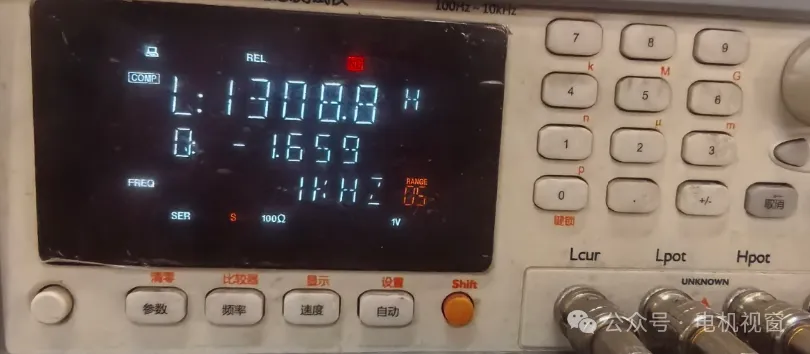 100Hz~10kHz
REL
COMP
L: 1308.8 H
Q: -1.659
FREQ
1KHZ
RANGE
05
SER
S
100Ω
1V
清零
比较器
显示
设置
Shift
参数
频率
速度
自动
7
8
9
k
M
G
4
5
6
n
μ
m
1
2
3
p
0
.
+/-
取消
键锁
Lcur
Lpot
Hpot
UNKNOWN
公众号 · 电机视窗